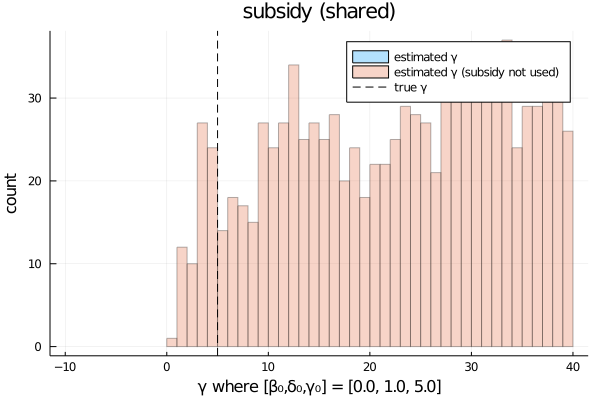 subsidy (shared)
estimated γ
estimated γ (subsidy not used)
true γ
30
20
10
0
count
-10 0 10 20 30 40
γ where [β₀,δ₀,γ₀] = [0.0, 1.0, 5.0]